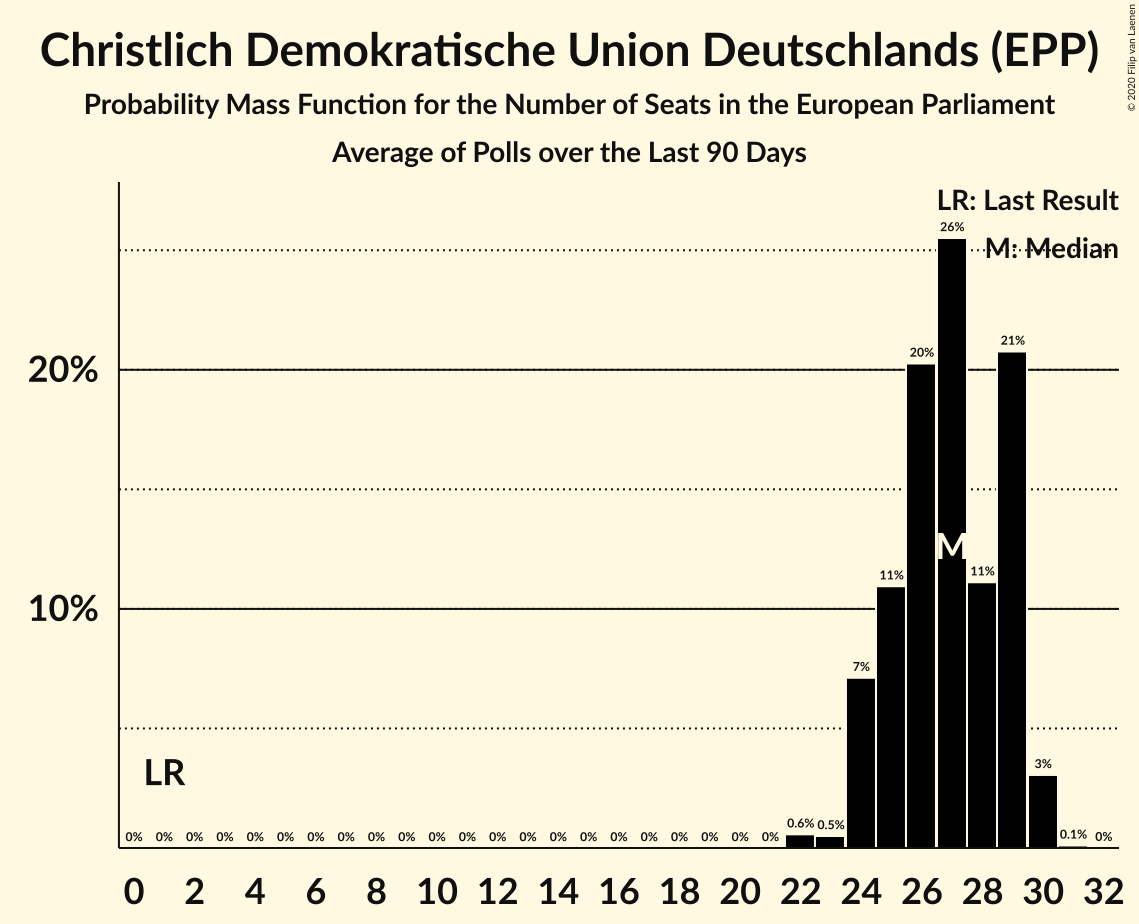 Christlich Demokratische Union Deutschlands (EPP)
Probability Mass Function for the Number of Seats in the European Parliament
Average of Polls over the Last 90 Days
© 2020 Filip van Laenen
LR: Last Result
M: Median
26%
21%
20%
20%
M
11%
11%
10%
7%
LR
3%
0% 0% 0% 0% 0% 0% 0% 0% 0% 0% 0% 0% 0% 0% 0% 0% 0% 0% 0% 0% 0% 0% 0.6% 0.5% 0.1% 0%
0 2 4 6 8 10 12 14 16 18 20 22 24 26 28 30 32